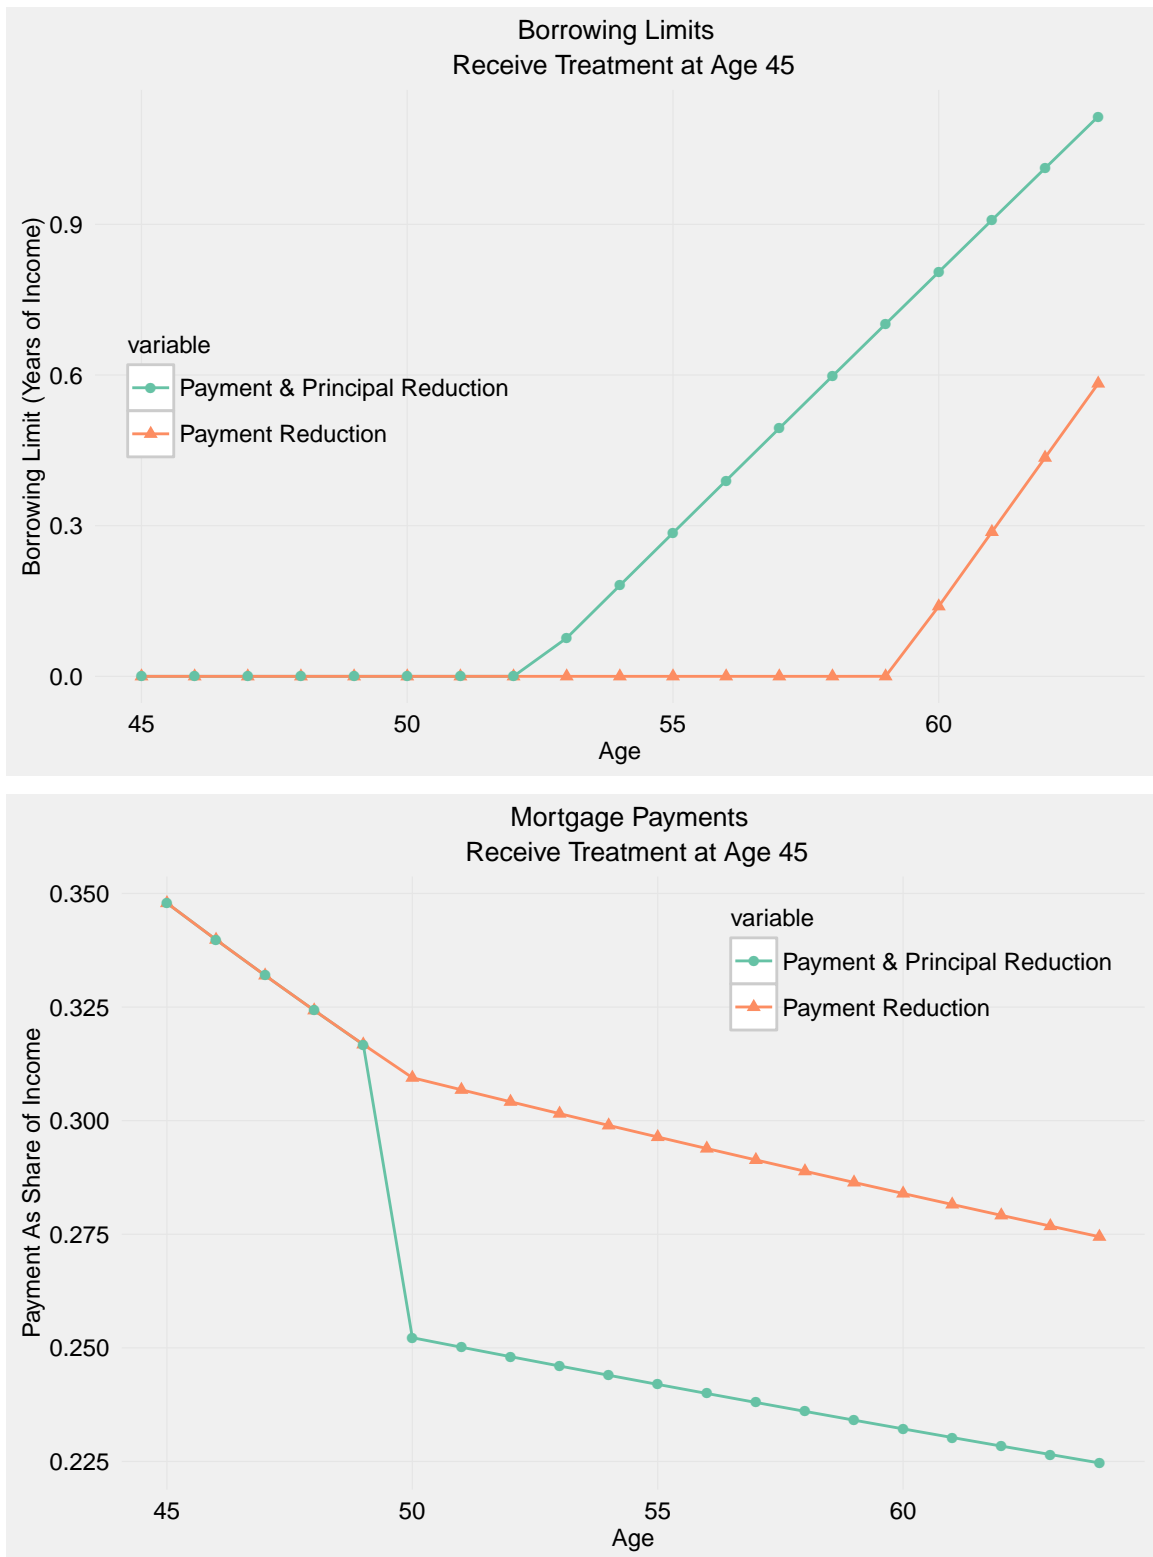 Borrowing Limits
Receive Treatment at Age 45
Borrowing Limit (Years of Income)
0.9
0.6
0.3
0.0
variable
Payment & Principal Reduction
Payment Reduction
45 50 55 60
Age
Mortgage Payments
Receive Treatment at Age 45
Payment As Share of Income
0.350
0.325
0.300
0.275
0.250
0.225
variable
Payment & Principal Reduction
Payment Reduction
45 50 55 60
Age